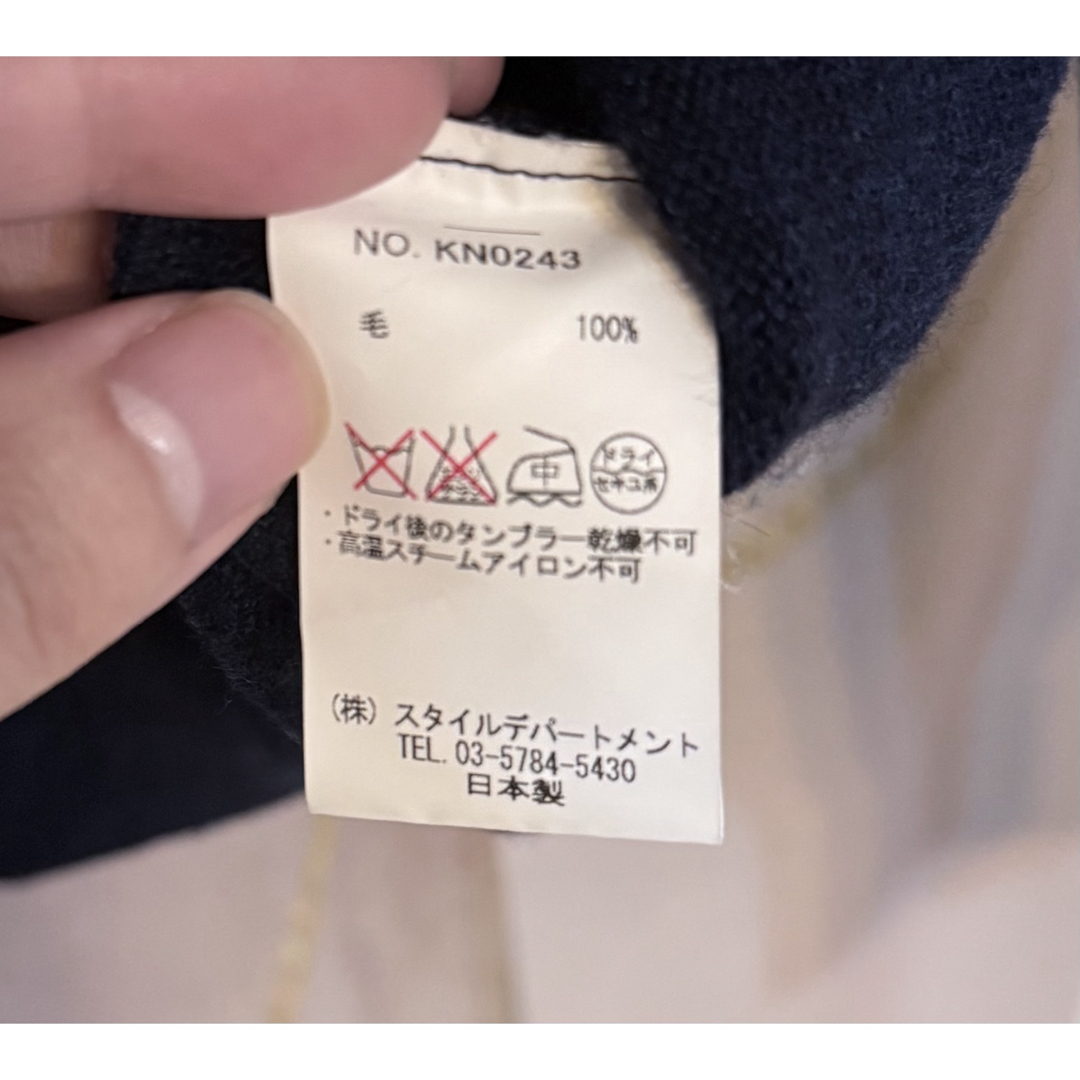 NO. KN0243
毛 100%
中 ドライ セキユ系
・ドライ後のタンブラー乾燥不可
・高温スチームアイロン不可
(株) スタイルデパートメント
TEL. 03-5784-5430
日本製